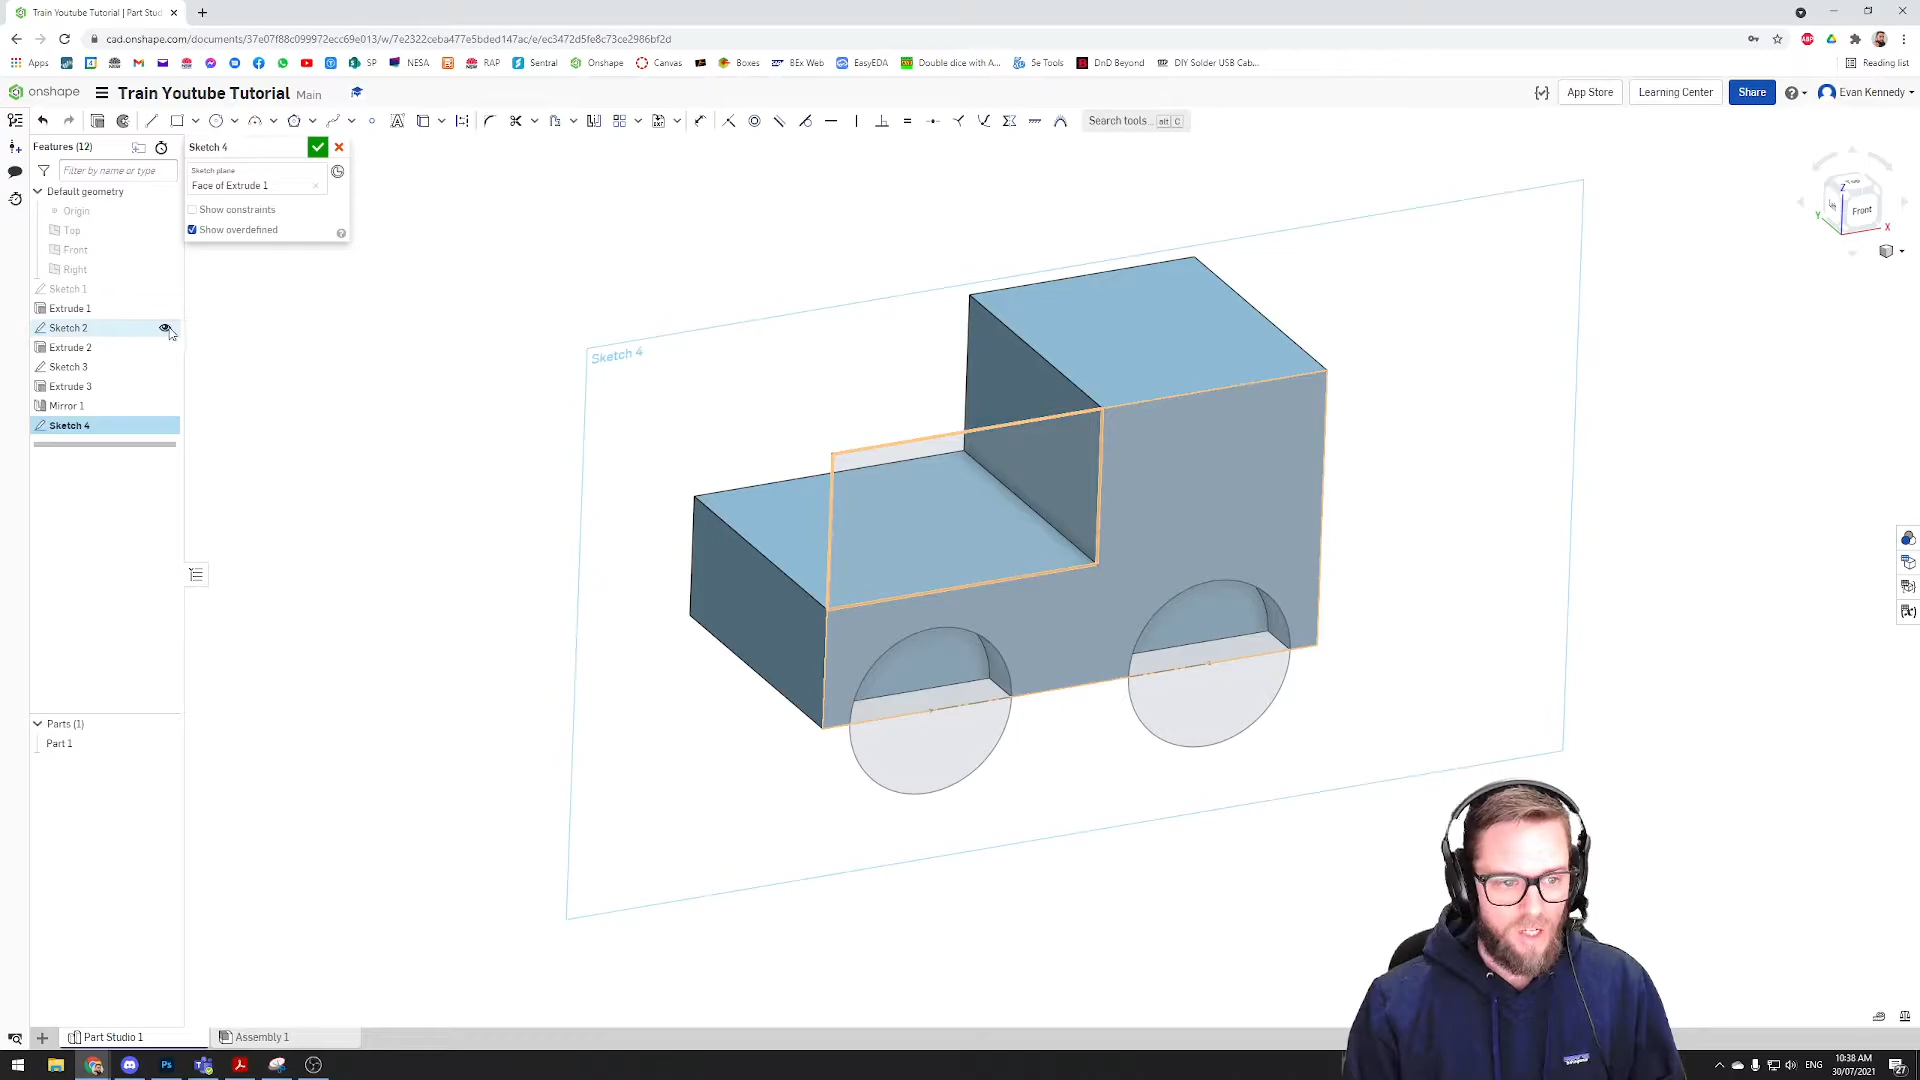 Train Youtube Tutorial | Part Stud
cad.onshape.com/documents/37e07f88c099972ecc69e013/w/7e2322ceba477e5bded147ac/e/ec3472d5fe8c73ce2986bf2d
Apps SP NESA RAP Sentral Onshape Canvas Boxes BEx Web EasyEDA Double dice with A... 5e Tools DnD Beyond DIY Solder USB Cab... Reading list
onshape Train Youtube Tutorial Main App Store Learning Center Share Evan Kennedy
Search tools... alt C
Features (12)
Filter by name or type
Default geometry
Origin
Top
Front
Right
Sketch 1
Extrude 1
Sketch 2
Extrude 2
Sketch 3
Extrude 3
Mirror 1
Sketch 4
Sketch 4
Sketch plane
Face of Extrude 1
Show constraints
Show overdefined
Sketch 4
Z
Front
Y
X
Parts (1)
Part 1
Part Studio 1
Assembly 1
ENG
10:38 AM
30/07/2021
27